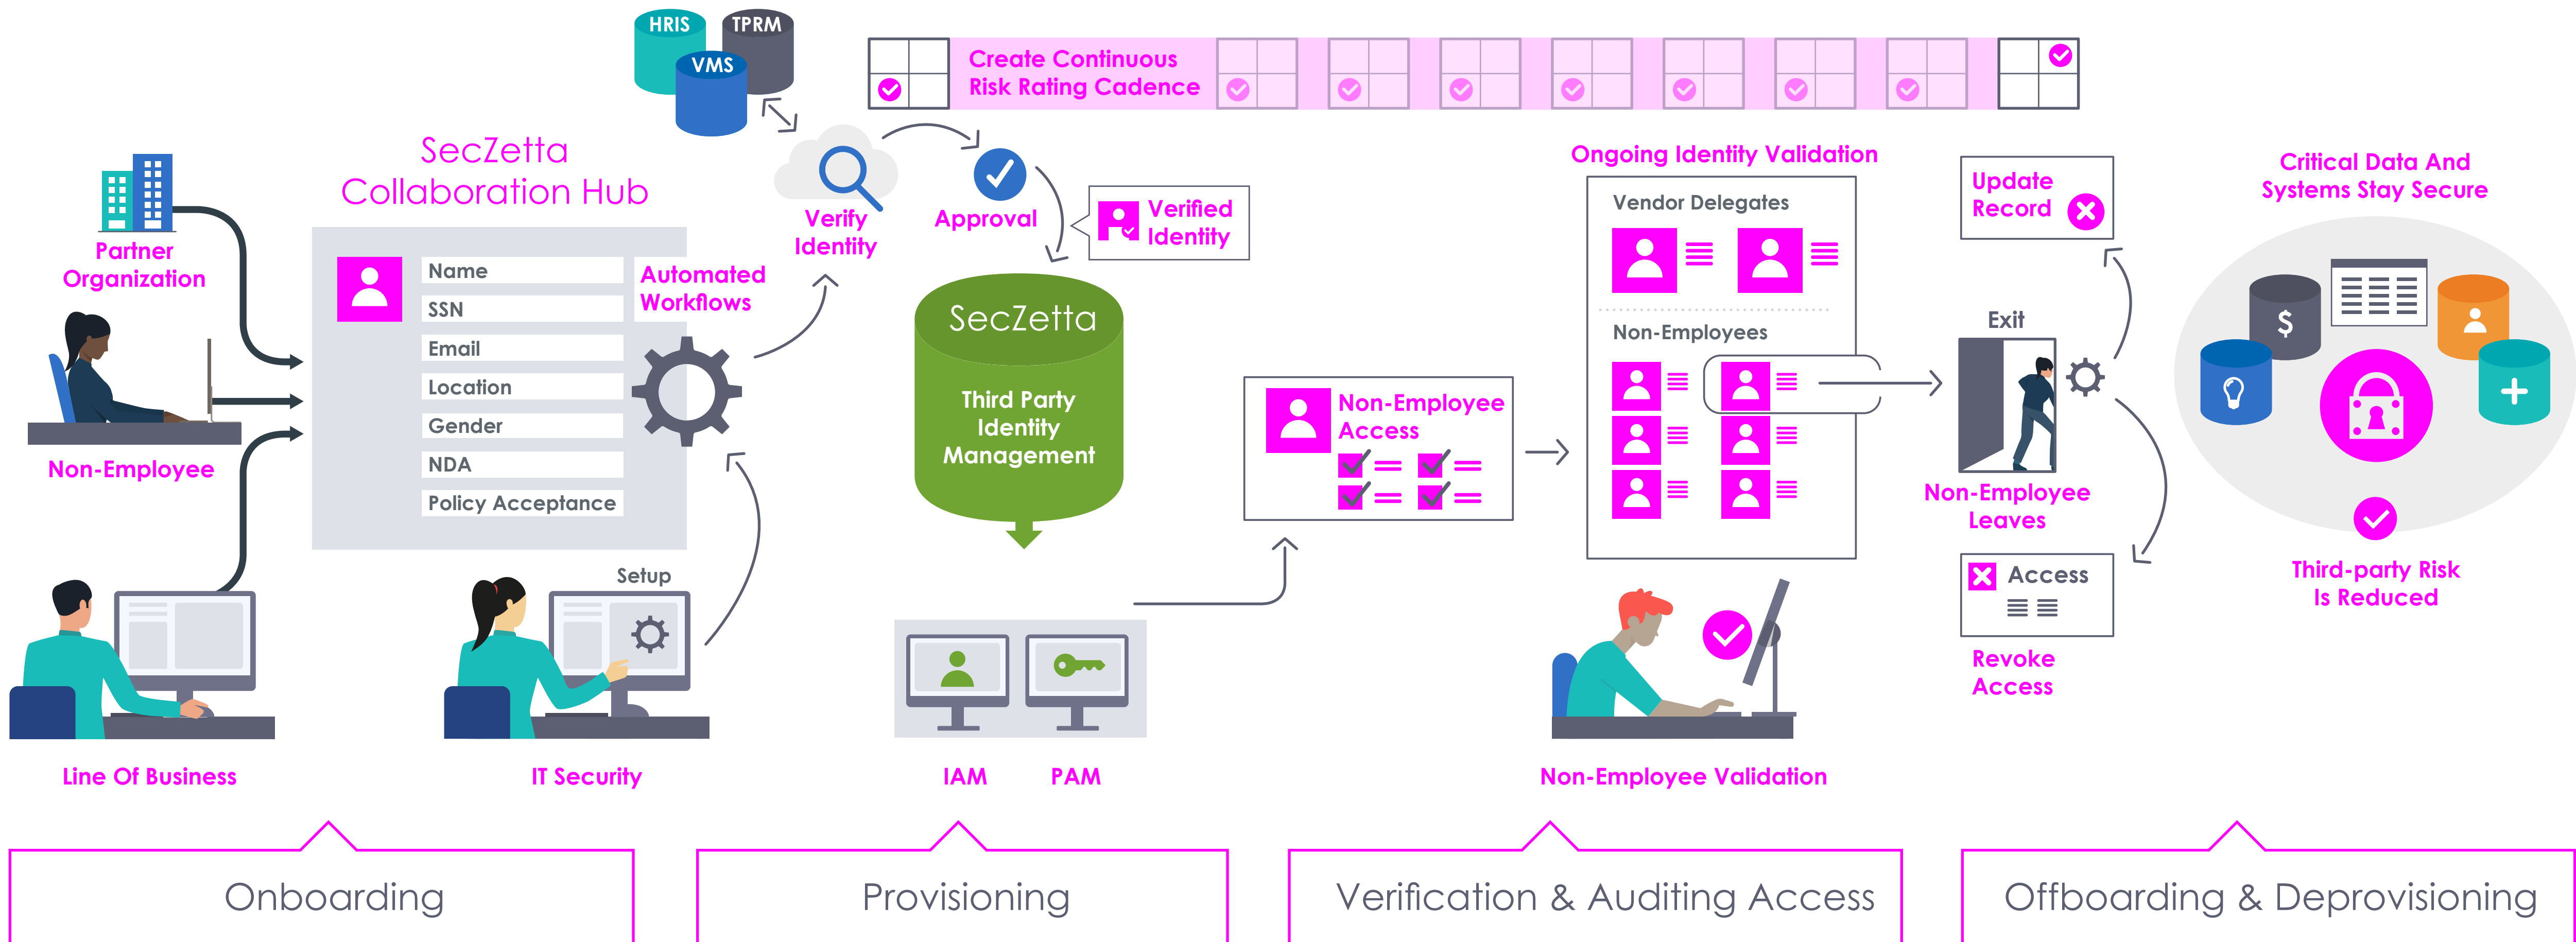 HRIS
TPRM
VMS
Create Continuous
Risk Rating Cadence
SecZetta
Collaboration Hub
Partner
Organization
Non-Employee
Line Of Business
Name
SSN
Email
Location
Gender
NDA
Policy Acceptance
Automated
Workflows
Setup
IT Security
Verify
Identity
Approval
Verified
Identity
SecZetta
Third Party
Identity
Management
IAM
PAM
Non-Employee
Access
Ongoing Identity Validation
Vendor Delegates
Non-Employees
Non-Employee Validation
Update
Record
Exit
Non-Employee
Leaves
Access
Revoke
Access
Critical Data And
Systems Stay Secure
$
Third-party Risk
Is Reduced
Onboarding
Provisioning
Verification & Auditing Access
Offboarding & Deprovisioning